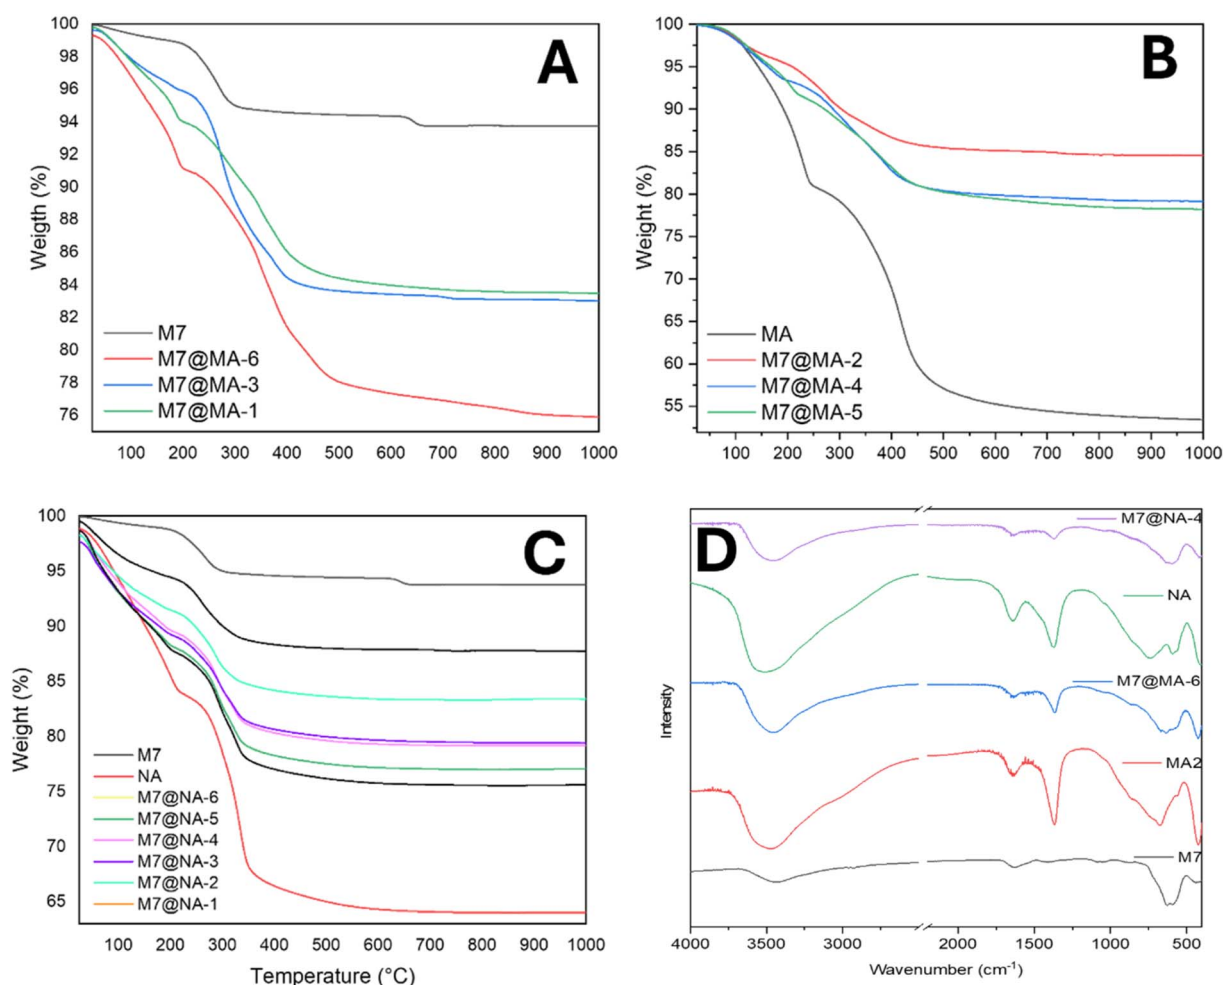 A
Weigth (%)
100
98
96
94
92
90
88
86
84
82
80
78
76
M7
M7@MA-6
M7@MA-3
M7@MA-1
100 200 300 400 500 600 700 800 900 1000
B
Weight (%)
100
95
90
85
80
75
70
65
60
55
MA
M7@MA-2
M7@MA-4
M7@MA-5
100 200 300 400 500 600 700 800 900 1000
C
Weight (%)
100
95
90
85
80
75
70
65
M7
NA
M7@NA-6
M7@NA-5
M7@NA-4
M7@NA-3
M7@NA-2
M7@NA-1
100 200 300 400 500 600 700 800 900 1000
Temperature (°C)
D
Intensity
M7@NA-4
NA
M7@MA-6
MA2
M7
4000 3500 3000 2000 1500 1000 500
Wavenumber (cm-1)